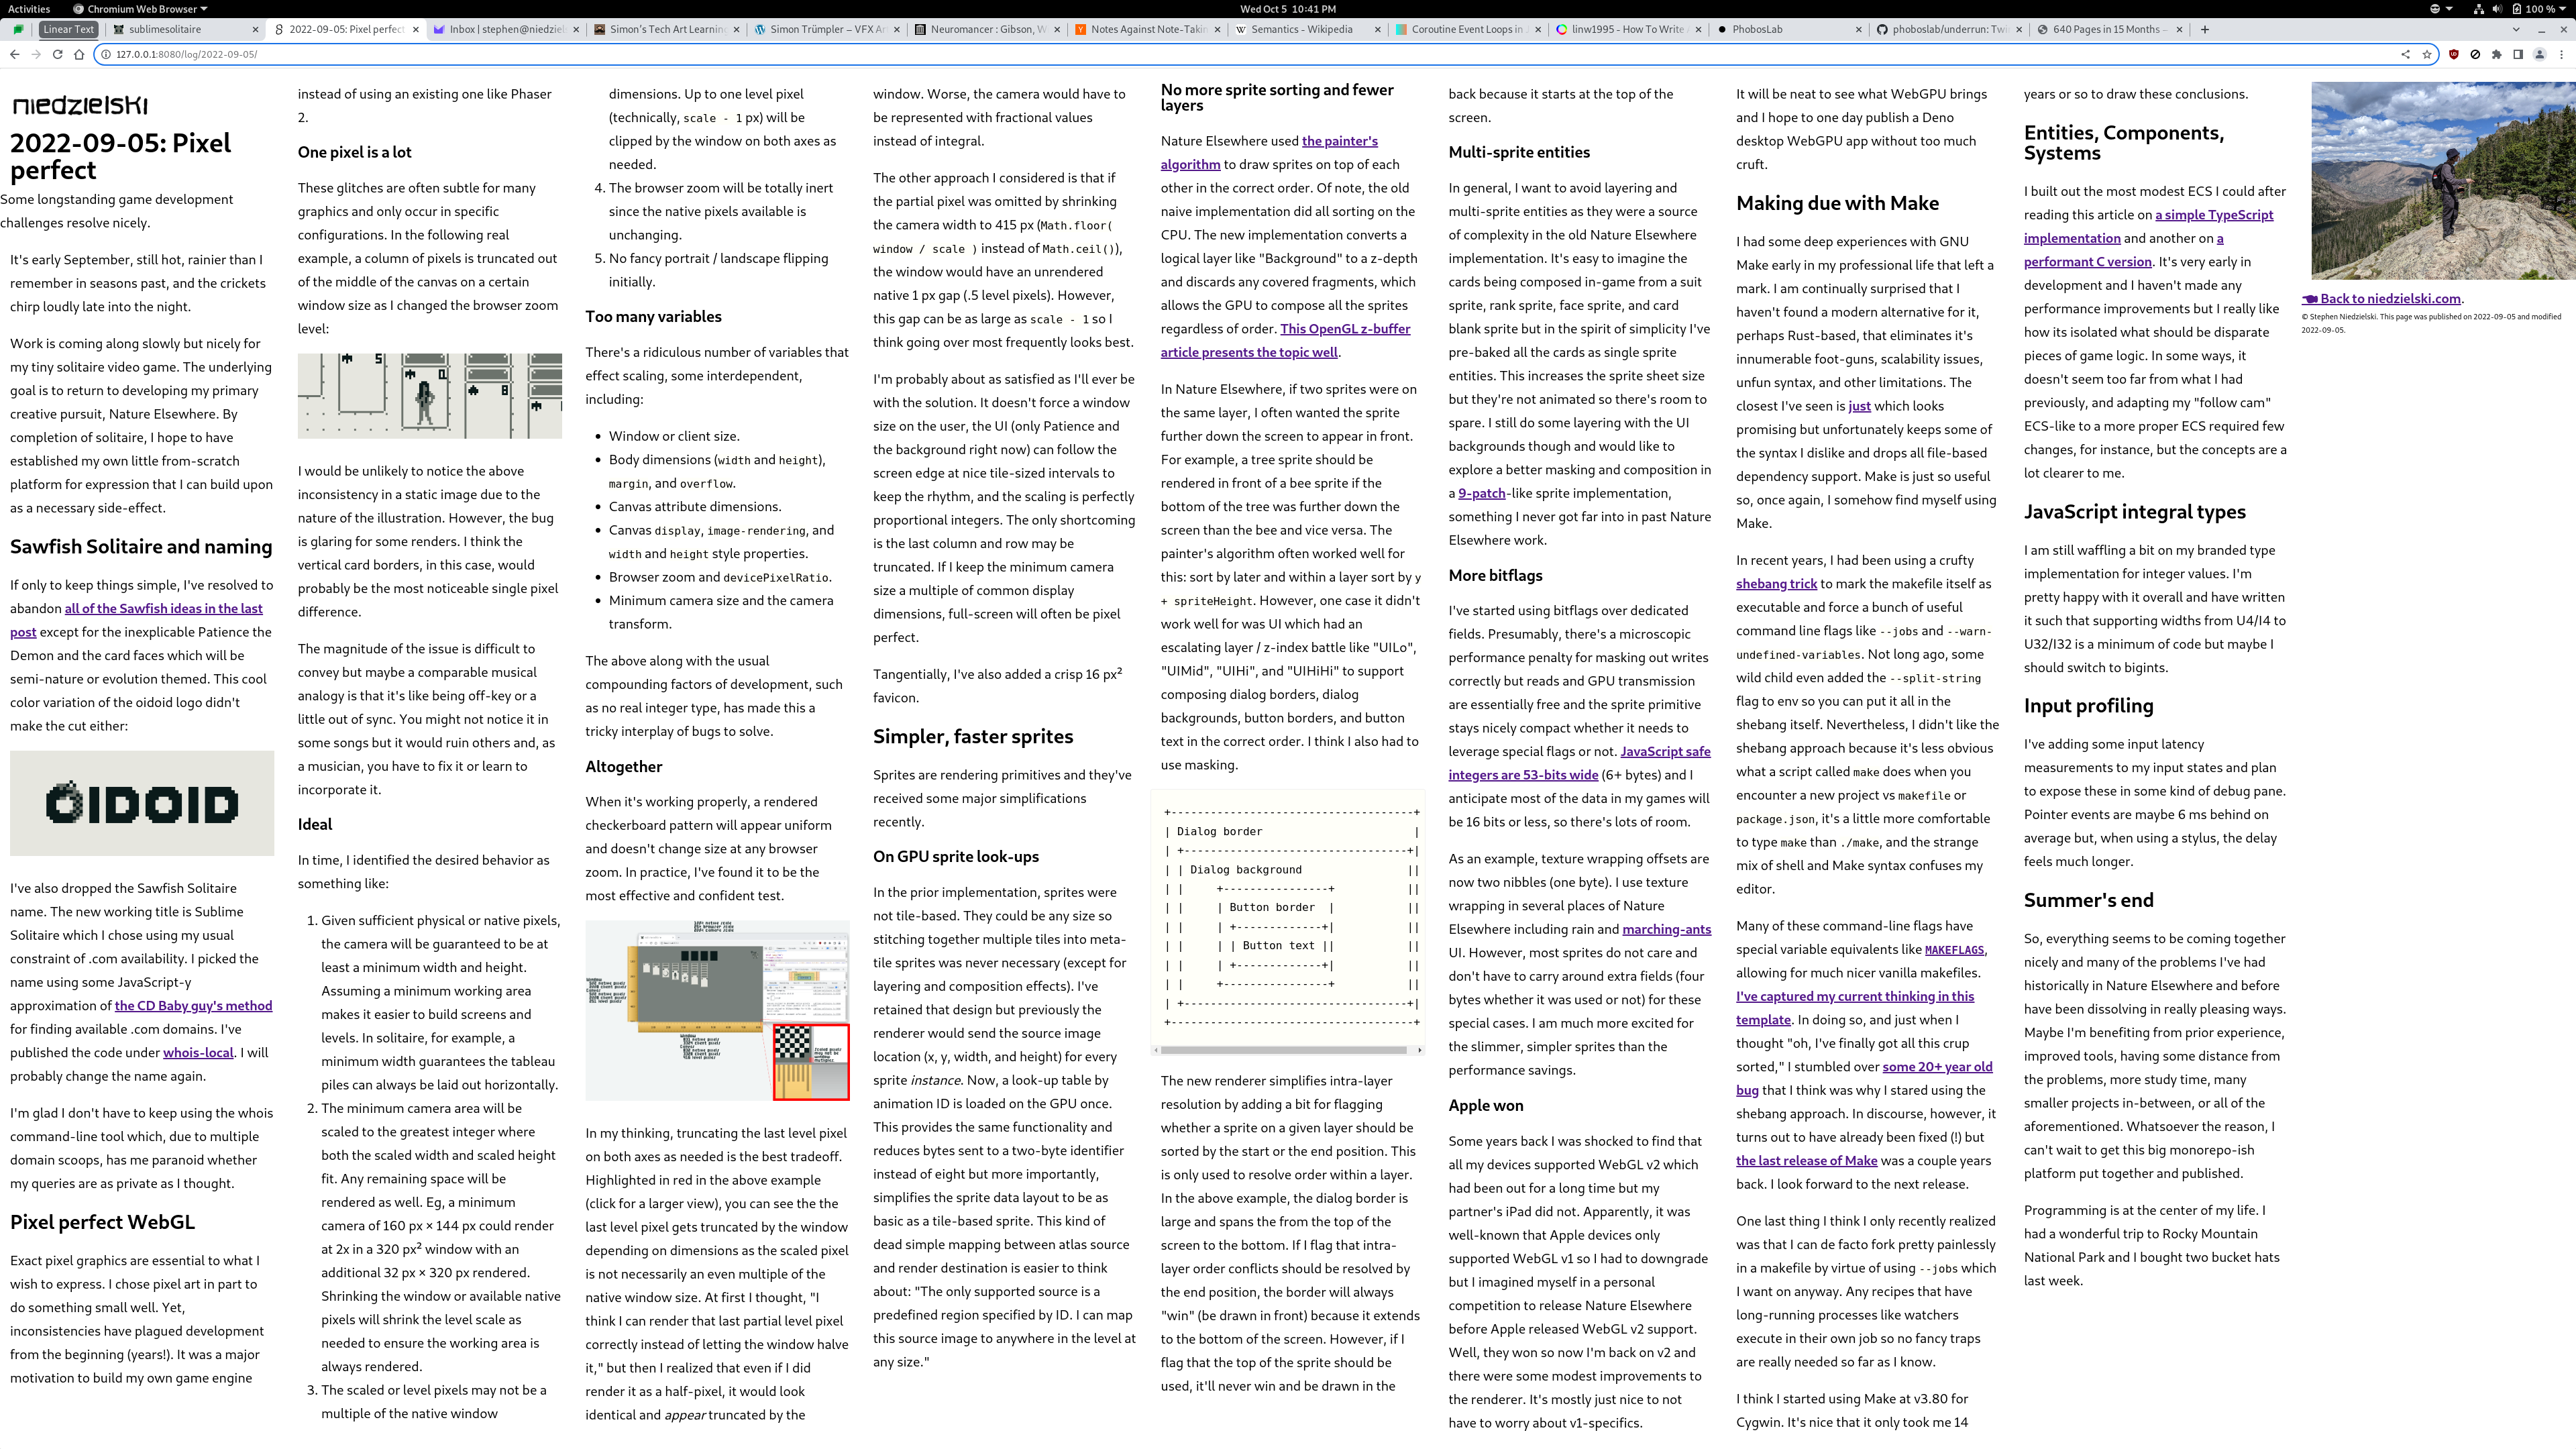 Activities
Chromium Web Browser
Wed Oct 5 10:41 PM
100 %
Linear Text
sublimesolitaire
2022-09-05: Pixel perfect
Inbox | stephen@niedziel
Simon's Tech Art Learning
Simon Trümpler – VFX Ar
Neuromancer : Gibson, W
Notes Against Note-Takin
Semantics - Wikipedia
Coroutine Event Loops in
linw1995 - How To Write
PhobosLab
phoboslab/underrun: Twi
640 Pages in 15 Months –
127.0.0.1:8080/log/2022-09-05/
niedzielski
2022-09-05: Pixel
perfect
Some longstanding game development
challenges resolve nicely.
It's early September, still hot, rainier than I
remember in seasons past, and the crickets
chirp loudly late into the night.
Work is coming along slowly but nicely for
my tiny solitaire video game. The underlying
goal is to return to developing my primary
creative pursuit, Nature Elsewhere. By
completion of solitaire, I hope to have
established my own little from-scratch
platform for expression that I can build upon
as a necessary side-effect.
Sawfish Solitaire and naming
If only to keep things simple, I've resolved to
abandon all of the Sawfish ideas in the last
post except for the inexplicable Patience the
Demon and the card faces which will be
semi-nature or evolution themed. This cool
color variation of the oidoid logo didn't
make the cut either:
OIDOID
I've also dropped the Sawfish Solitaire
name. The new working title is Sublime
Solitaire which I chose using my usual
constraint of .com availability. I picked the
name using some JavaScript-y
approximation of the CD Baby guy's method
for finding available .com domains. I've
published the code under whois-local. I will
probably change the name again.
I'm glad I don't have to keep using the whois
command-line tool which, due to multiple
domain scoops, has me paranoid whether
my queries are as private as I thought.
Pixel perfect WebGL
Exact pixel graphics are essential to what I
wish to express. I chose pixel art in part to
do something small well. Yet,
inconsistencies have plagued development
from the beginning (years!). It was a major
motivation to build my own game engine
instead of using an existing one like Phaser
2.
One pixel is a lot
These glitches are often subtle for many
graphics and only occur in specific
configurations. In the following real
example, a column of pixels is truncated out
of the middle of the canvas on a certain
window size as I changed the browser zoom
level:
I would be unlikely to notice the above
inconsistency in a static image due to the
nature of the illustration. However, the bug
is glaring for some renders. I think the
vertical card borders, in this case, would
probably be the most noticeable single pixel
difference.
The magnitude of the issue is difficult to
convey but maybe a comparable musical
analogy is that it's like being off-key or a
little out of sync. You might not notice it in
some songs but it would ruin others and, as
a musician, you have to fix it or learn to
incorporate it.
Ideal
In time, I identified the desired behavior as
something like:
1. Given sufficient physical or native pixels,
the camera will be guaranteed to be at
least a minimum width and height.
Assuming a minimum working area
makes it easier to build screens and
levels. In solitaire, for example, a
minimum width guarantees the tableau
piles can always be laid out horizontally.
2. The minimum camera area will be
scaled to the greatest integer where
both the scaled width and scaled height
fit. Any remaining space will be
rendered as well. Eg, a minimum
camera of 160 px × 144 px could render
at 2x in a 320 px² window with an
additional 32 px × 320 px rendered.
Shrinking the window or available native
pixels will shrink the level scale as
needed to ensure the working area is
always rendered.
3. The scaled or level pixels may not be a
multiple of the native window
dimensions. Up to one level pixel
(technically, scale - 1 px) will be
clipped by the window on both axes as
needed.
4. The browser zoom will be totally inert
since the native pixels available is
unchanging.
5. No fancy portrait / landscape flipping
initially.
Too many variables
There's a ridiculous number of variables that
effect scaling, some interdependent,
including:
• Window or client size.
• Body dimensions (width and height),
margin, and overflow.
• Canvas attribute dimensions.
• Canvas display, image-rendering, and
width and height style properties.
• Browser zoom and devicePixelRatio.
• Minimum camera size and the camera
transform.
The above along with the usual
compounding factors of development, such
as no real integer type, has made this a
tricky interplay of bugs to solve.
Altogether
When it's working properly, a rendered
checkerboard pattern will appear uniform
and doesn't change size at any browser
zoom. In practice, I've found it to be the
most effective and confident test.
In my thinking, truncating the last level pixel
on both axes as needed is the best tradeoff.
Highlighted in red in the above example
(click for a larger view), you can see the the
last level pixel gets truncated by the window
depending on dimensions as the scaled pixel
is not necessarily an even multiple of the
native window size. At first I thought, "I
think I can render that last partial level pixel
correctly instead of letting the window halve
it," but then I realized that even if I did
render it as a half-pixel, it would look
identical and appear truncated by the
window. Worse, the camera would have to
be represented with fractional values
instead of integral.
The other approach I considered is that if
the partial pixel was omitted by shrinking
the camera width to 415 px (Math.floor(
window / scale ) instead of Math.ceil()),
the window would have an unrendered
native 1 px gap (.5 level pixels). However,
this gap can be as large as scale - 1 so I
think going over most frequently looks best.
I'm probably about as satisfied as I'll ever be
with the solution. It doesn't force a window
size on the user, the UI (only Patience and
the background right now) can follow the
screen edge at nice tile-sized intervals to
keep the rhythm, and the scaling is perfectly
proportional integers. The only shortcoming
is the last column and row may be
truncated. If I keep the minimum camera
size a multiple of common display
dimensions, full-screen will often be pixel
perfect.
Tangentially, I've also added a crisp 16 px²
favicon.
Simpler, faster sprites
Sprites are rendering primitives and they've
received some major simplifications
recently.
On GPU sprite look-ups
In the prior implementation, sprites were
not tile-based. They could be any size so
stitching together multiple tiles into meta-
tile sprites was never necessary (except for
layering and composition effects). I've
retained that design but previously the
renderer would send the source image
location (x, y, width, and height) for every
sprite instance. Now, a look-up table by
animation ID is loaded on the GPU once.
This provides the same functionality and
reduces bytes sent to a two-byte identifier
instead of eight but more importantly,
simplifies the sprite data layout to be as
basic as a tile-based sprite. This kind of
dead simple mapping between atlas source
and render destination is easier to think
about: "The only supported source is a
predefined region specified by ID. I can map
this source image to anywhere in the level at
any size."
No more sprite sorting and fewer
layers
Nature Elsewhere used the painter's
algorithm to draw sprites on top of each
other in the correct order. Of note, the old
naive implementation did all sorting on the
CPU. The new implementation converts a
logical layer like "Background" to a z-depth
and discards any covered fragments, which
allows the GPU to compose all the sprites
regardless of order. This OpenGL z-buffer
article presents the topic well.
In Nature Elsewhere, if two sprites were on
the same layer, I often wanted the sprite
further down the screen to appear in front.
For example, a tree sprite should be
rendered in front of a bee sprite if the
bottom of the tree was further down the
screen than the bee and vice versa. The
painter's algorithm often worked well for
this: sort by later and within a layer sort by y
+ spriteHeight. However, one case it didn't
work well for was UI which had an
escalating layer / z-index battle like "UILo",
"UIMid", "UIHi", and "UIHiHi" to support
composing dialog borders, dialog
backgrounds, button borders, and button
text in the correct order. I think I also had to
use masking.
Dialog border
Dialog background
Button border
Button text
The new renderer simplifies intra-layer
resolution by adding a bit for flagging
whether a sprite on a given layer should be
sorted by the start or the end position. This
is only used to resolve order within a layer.
In the above example, the dialog border is
large and spans the from the top of the
screen to the bottom. If I flag that intra-
layer order conflicts should be resolved by
the end position, the border will always
"win" (be drawn in front) because it extends
to the bottom of the screen. However, if I
flag that the top of the sprite should be
used, it'll never win and be drawn in the
back because it starts at the top of the
screen.
Multi-sprite entities
In general, I want to avoid layering and
multi-sprite entities as they were a source
of complexity in the old Nature Elsewhere
implementation. It's easy to imagine the
cards being composed in-game from a suit
sprite, rank sprite, face sprite, and card
blank sprite but in the spirit of simplicity I've
pre-baked all the cards as single sprite
entities. This increases the sprite sheet size
but they're not animated so there's room to
spare. I still do some layering with the UI
backgrounds though and would like to
explore a better masking and composition in
a 9-patch-like sprite implementation,
something I never got far into in past Nature
Elsewhere work.
More bitflags
I've started using bitflags over dedicated
fields. Presumably, there's a microscopic
performance penalty for masking out writes
correctly but reads and GPU transmission
are essentially free and the sprite primitive
stays nicely compact whether it needs to
leverage special flags or not. JavaScript safe
integers are 53-bits wide (6+ bytes) and I
anticipate most of the data in my games will
be 16 bits or less, so there's lots of room.
As an example, texture wrapping offsets are
now two nibbles (one byte). I use texture
wrapping in several places of Nature
Elsewhere including rain and marching-ants
UI. However, most sprites do not care and
don't have to carry around extra fields (four
bytes whether it was used or not) for these
special cases. I am much more excited for
the slimmer, simpler sprites than the
performance savings.
Apple won
Some years back I was shocked to find that
all my devices supported WebGL v2 which
had been out for a long time but my
partner's iPad did not. Apparently, it was
well-known that Apple devices only
supported WebGL v1 so I had to downgrade
but I imagined myself in a personal
competition to release Nature Elsewhere
before Apple released WebGL v2 support.
Well, they won so now I'm back on v2 and
there were some modest improvements to
the renderer. It's mostly just nice to not
have to worry about v1-specifics.
It will be neat to see what WebGPU brings
and I hope to one day publish a Deno
desktop WebGPU app without too much
cruft.
Making due with Make
I had some deep experiences with GNU
Make early in my professional life that left a
mark. I am continually surprised that I
haven't found a modern alternative for it,
perhaps Rust-based, that eliminates it's
innumerable foot-guns, scalability issues,
unfun syntax, and other limitations. The
closest I've seen is just which looks
promising but unfortunately keeps some of
the syntax I dislike and drops all file-based
dependency support. Make is just so useful
so, once again, I somehow find myself using
Make.
In recent years, I had been using a crufty
shebang trick to mark the makefile itself as
executable and force a bunch of useful
command line flags like --jobs and --warn-
undefined-variables. Not long ago, some
wild child even added the --split-string
flag to env so you can put it all in the
shebang itself. Nevertheless, I didn't like the
shebang approach because it's less obvious
what a script called make does when you
encounter a new project vs makefile or
package.json, it's a little more comfortable
to type make than ./make, and the strange
mix of shell and Make syntax confuses my
editor.
Many of these command-line flags have
special variable equivalents like MAKEFLAGS,
allowing for much nicer vanilla makefiles.
I've captured my current thinking in this
template. In doing so, and just when I
thought "oh, I've finally got all this crup
sorted," I stumbled over some 20+ year old
bug that I think was why I stared using the
shebang approach. In discourse, however, it
turns out to have already been fixed (!) but
the last release of Make was a couple years
back. I look forward to the next release.
One last thing I think I only recently realized
was that I can de facto fork pretty painlessly
in a makefile by virtue of using --jobs which
I want on anyway. Any recipes that have
long-running processes like watchers
execute in their own job so no fancy traps
are really needed so far as I know.
I think I started using Make at v3.80 for
Cygwin. It's nice that it only took me 14
years or so to draw these conclusions.
Entities, Components,
Systems
I built out the most modest ECS I could after
reading this article on a simple TypeScript
implementation and another on a
performant C version. It's very early in
development and I haven't made any
performance improvements but I really like
how its isolated what should be disparate
pieces of game logic. In some ways, it
doesn't seem too far from what I had
previously, and adapting my "follow cam"
ECS-like to a more proper ECS required few
changes, for instance, but the concepts are a
lot clearer to me.
JavaScript integral types
I am still waffling a bit on my branded type
implementation for integer values. I'm
pretty happy with it overall and have written
it such that supporting widths from U4/I4 to
U32/I32 is a minimum of code but maybe I
should switch to bigints.
Input profiling
I've adding some input latency
measurements to my input states and plan
to expose these in some kind of debug pane.
Pointer events are maybe 6 ms behind on
average but, when using a stylus, the delay
feels much longer.
Summer's end
So, everything seems to be coming together
nicely and many of the problems I've had
historically in Nature Elsewhere and before
have been dissolving in really pleasing ways.
Maybe I'm benefiting from prior experience,
improved tools, having some distance from
the problems, more study time, many
smaller projects in-between, or all of the
aforementioned. Whatsoever the reason, I
can't wait to get this big monorepo-ish
platform put together and published.
Programming is at the center of my life. I
had a wonderful trip to Rocky Mountain
National Park and I bought two bucket hats
last week.
Back to niedzielski.com.
© Stephen Niedzielski. This page was published on 2022-09-05 and modified
2022-09-05.